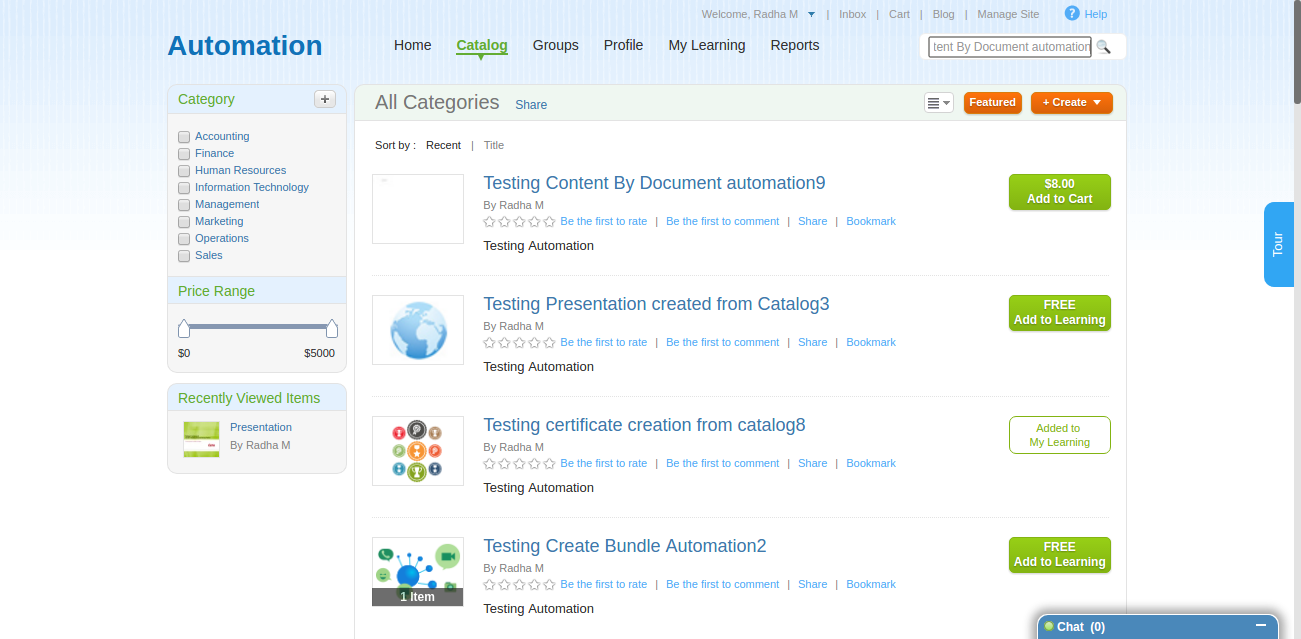 Welcome, Radha M | Inbox | Cart | Blog | Manage Site ? Help
Automation
Home Catalog Groups Profile My Learning Reports
tent By Document automation
Category +
Accounting
Finance
Human Resources
Information Technology
Management
Marketing
Operations
Sales
Price Range
$0 $5000
Recently Viewed Items
Presentation
By Radha M
All Categories Share
Featured
+ Create
Sort by : Recent | Title
Testing Content By Document automation9
By Radha M
Be the first to rate | Be the first to comment | Share | Bookmark
Testing Automation
$8.00
Add to Cart
Testing Presentation created from Catalog3
By Radha M
Be the first to rate | Be the first to comment | Share | Bookmark
Testing Automation
FREE
Add to Learning
Testing certificate creation from catalog8
By Radha M
Be the first to rate | Be the first to comment | Share | Bookmark
Testing Automation
Added to
My Learning
1 Item
Testing Create Bundle Automation2
By Radha M
Be the first to rate | Be the first to comment | Share | Bookmark
Testing Automation
FREE
Add to Learning
Tour
Chat (0)